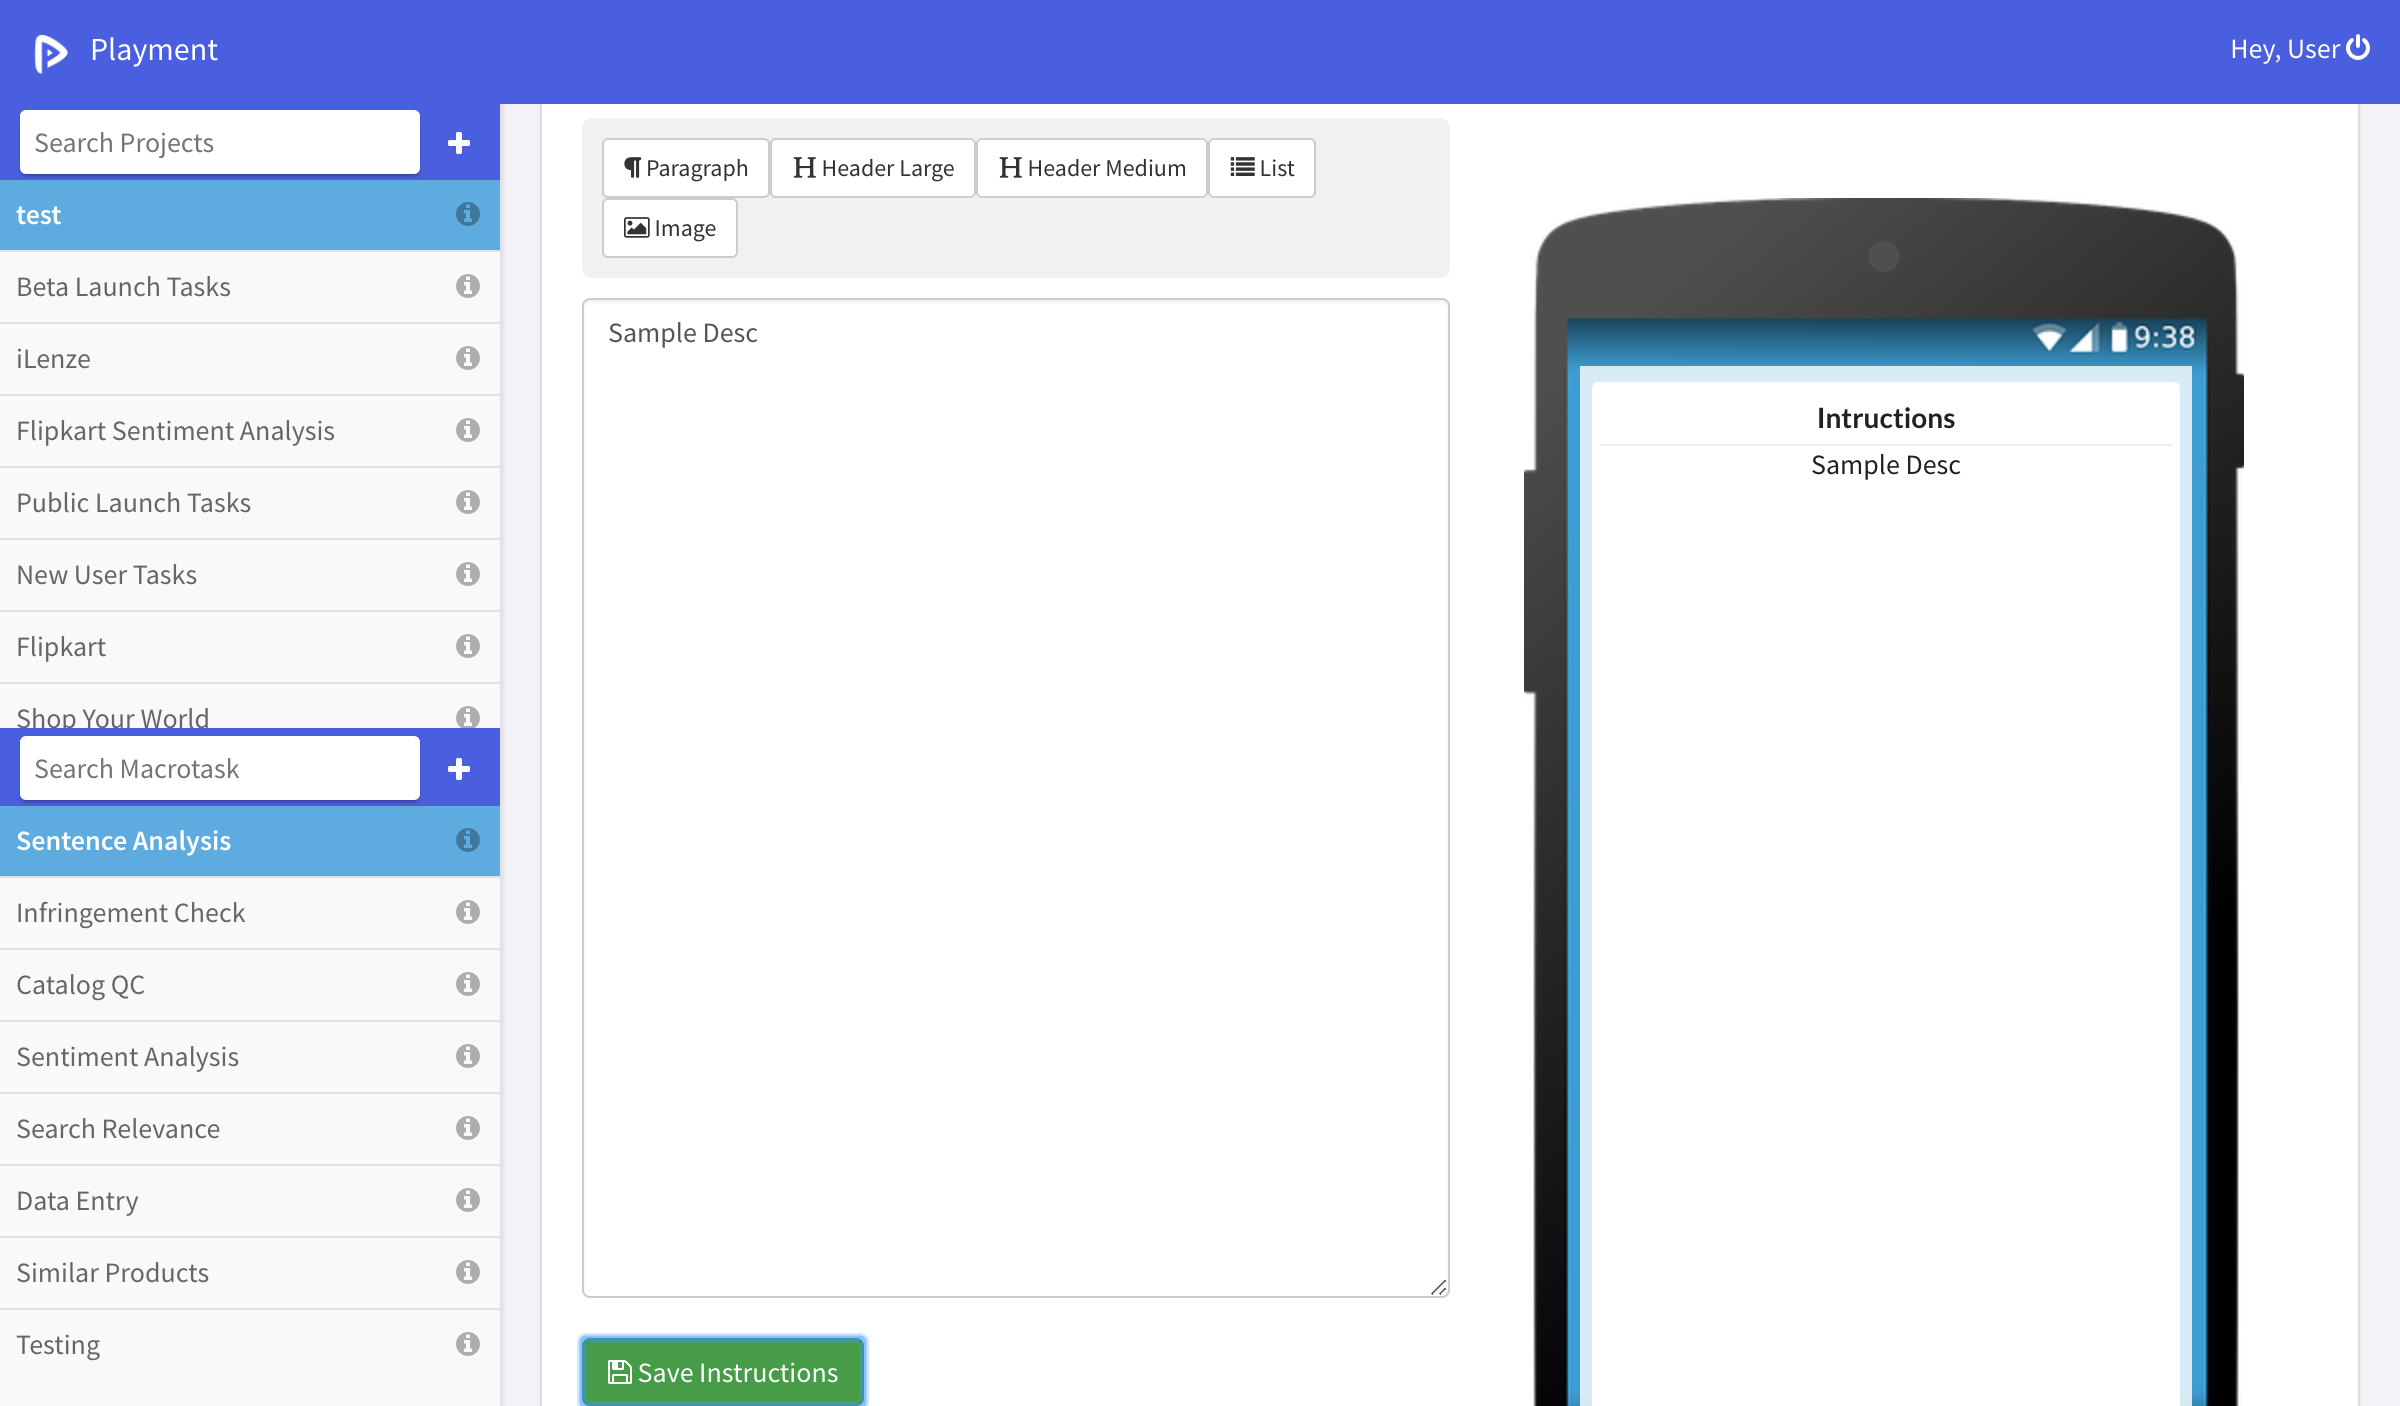 Playment
Hey, User
Search Projects
test
Beta Launch Tasks
iLenze
Flipkart Sentiment Analysis
Public Launch Tasks
New User Tasks
Flipkart
Shop Your World
Search Macrotask
Sentence Analysis
Infringement Check
Catalog QC
Sentiment Analysis
Search Relevance
Data Entry
Similar Products
Testing
Paragraph
H Header Large
H Header Medium
List
Image
Sample Desc
Save Instructions
9:38
Intructions
Sample Desc